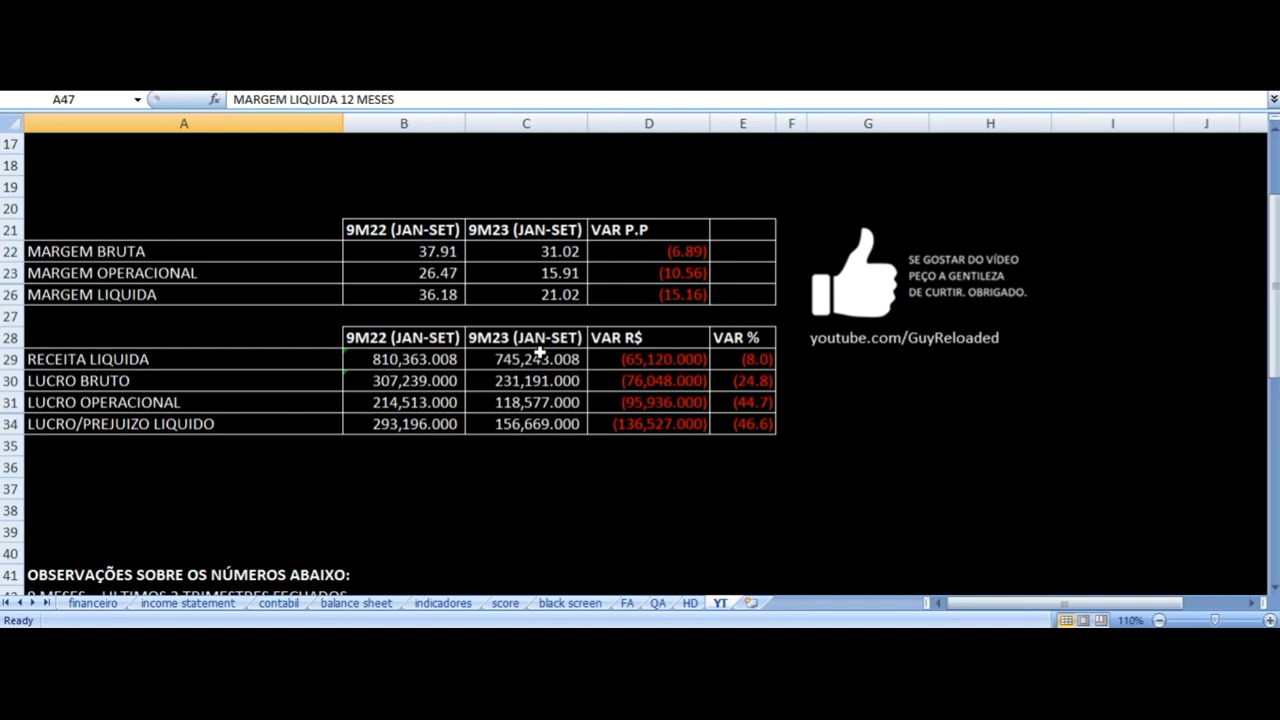 A47 fx MARGEM LIQUIDA 12 MESES
A B C D E F G H I J
17
18
19
20
21 9M22 (JAN-SET) 9M23 (JAN-SET) VAR P.P
22 MARGEM BRUTA 37.91 31.02 (6.89)
23 MARGEM OPERACIONAL 26.47 15.91 (10.56)
26 MARGEM LIQUIDA 36.18 21.02 (15.16)
SE GOSTAR DO VÍDEO
PEÇO A GENTILEZA
DE CURTIR. OBRIGADO.
27
28 9M22 (JAN-SET) 9M23 (JAN-SET) VAR R$ VAR %
youtube.com/GuyReloaded
29 RECEITA LIQUIDA 810,363.008 745,243.008 (65,120.000) (8.0)
30 LUCRO BRUTO 307,239.000 231,191.000 (76,048.000) (24.8)
31 LUCRO OPERACIONAL 214,513.000 118,577.000 (95,936.000) (44.7)
34 LUCRO/PREJUIZO LIQUIDO 293,196.000 156,669.000 (136,527.000) (46.6)
35
36
37
38
39
40
41 OBSERVAÇÕES SOBRE OS NÚMEROS ABAIXO:
9 MESES - ULTIMOS 3 TRIMESTRES FECHADOS
financeiro income statement contabil balance sheet indicadores score black screen FA QA HD YT
Ready 110%